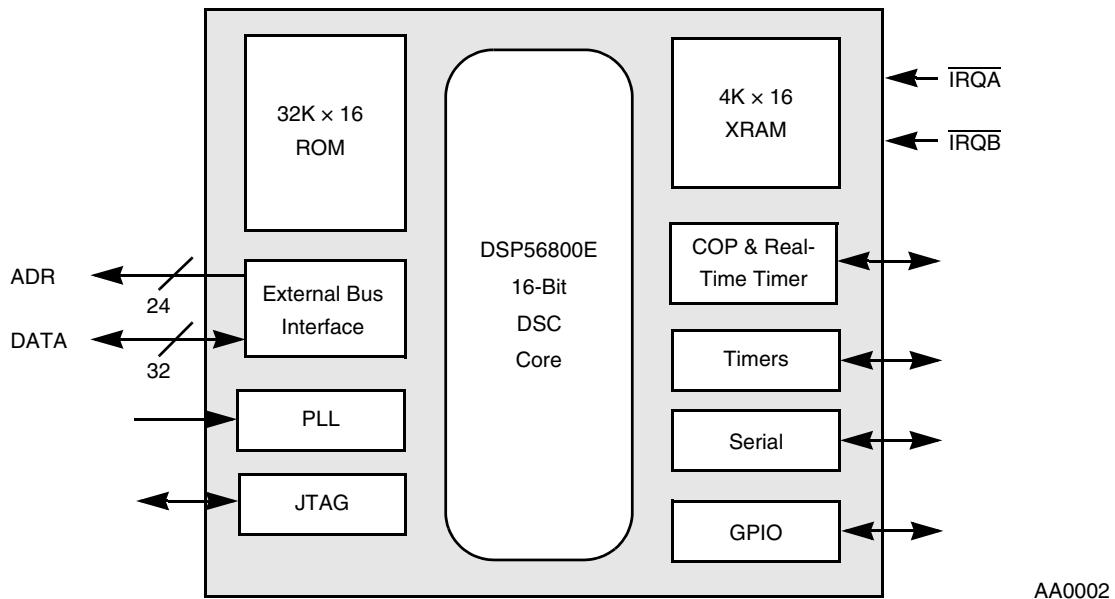 32K × 16
ROM
4K × 16
XRAM
IRQA
IRQB
ADR
24
DATA
32
External Bus
Interface
DSP56800E
16-Bit
DSC
Core
COP & Real-
Time Timer
Timers
PLL
Serial
JTAG
GPIO
AA0002